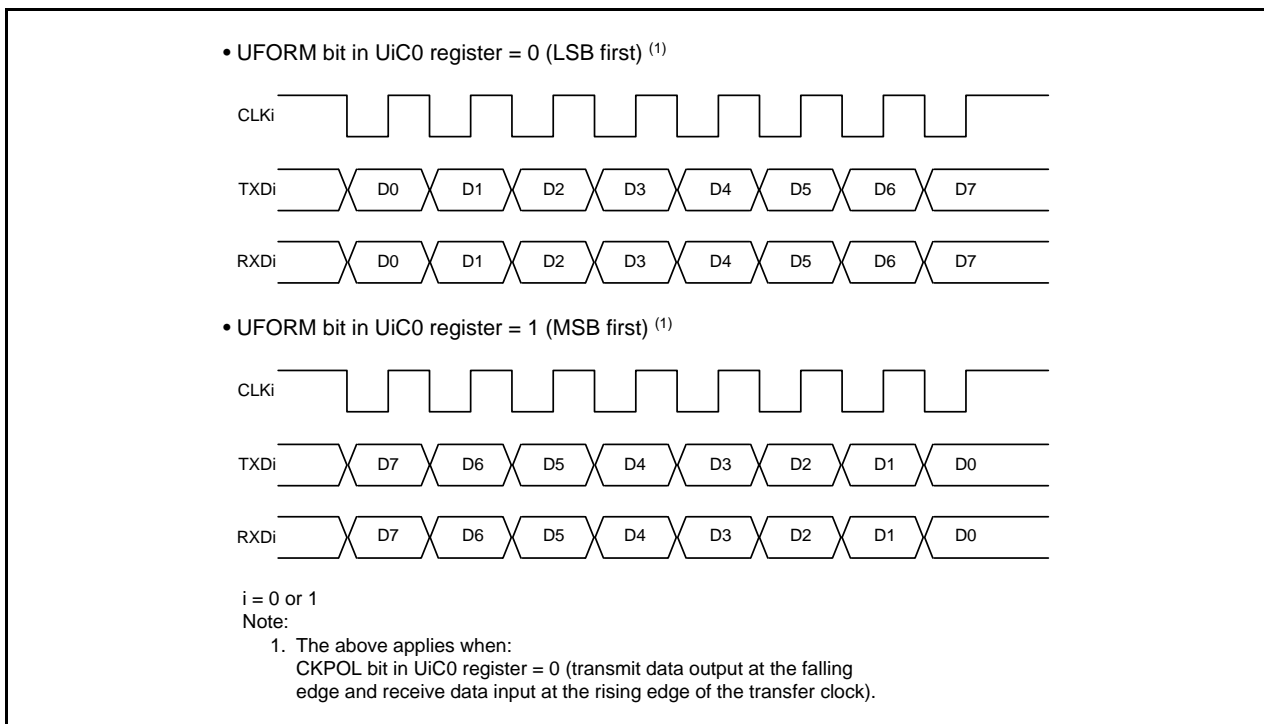 • UFORM bit in UiC0 register = 0 (LSB first) (1)
CLKi
TXDi D0 D1 D2 D3 D4 D5 D6 D7
RXDi D0 D1 D2 D3 D4 D5 D6 D7
• UFORM bit in UiC0 register = 1 (MSB first) (1)
CLKi
TXDi D7 D6 D5 D4 D3 D2 D1 D0
RXDi D7 D6 D5 D4 D3 D2 D1 D0
i = 0 or 1
Note:
1. The above applies when:
CKPOL bit in UiC0 register = 0 (transmit data output at the falling
edge and receive data input at the rising edge of the transfer clock).